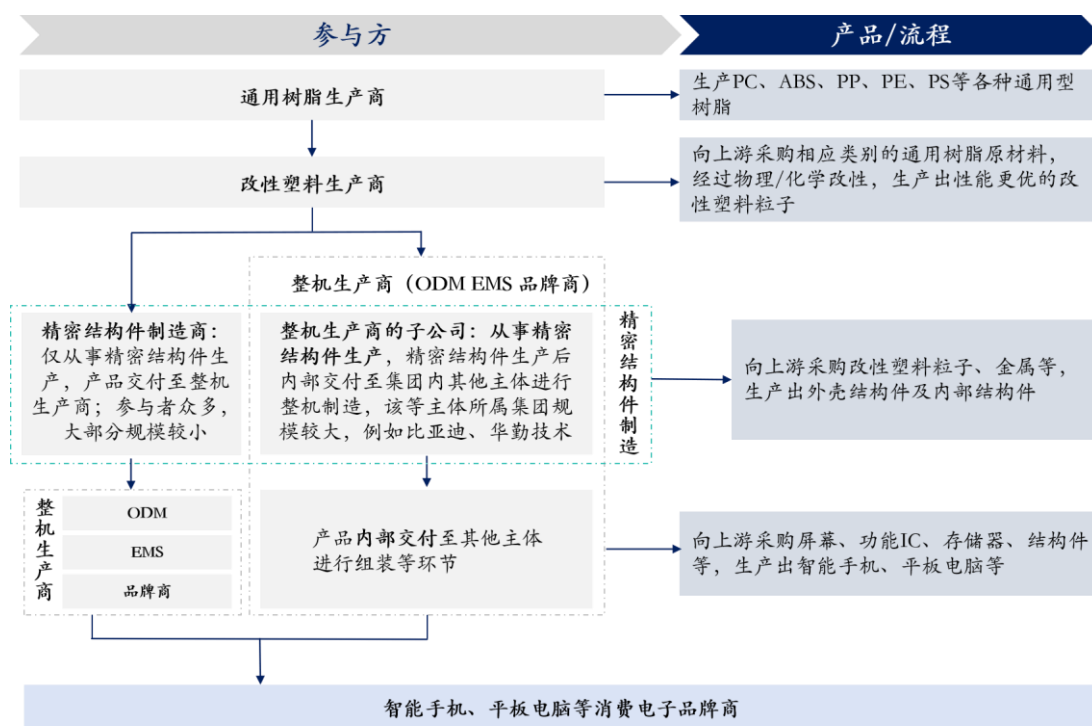 参与方
产品/流程
通用树脂生产商
生产PC、ABS、PP、PE、PS等各种通用型
树脂
改性塑料生产商
向上游采购相应类别的通用树脂原材料，
经过物理/化学改性，生产出性能更优的改
性塑料粒子
整机生产商（ODM EMS 品牌商）
精密结构件制造商：
仅从事精密结构件生
产，产品交付至整机
生产商；参与者众多，
大部分规模较小
整机生产商的子公司：从事精密
结构件生产，精密结构件生产后
内部交付至集团内其他主体进行
整机制造，该等主体所属集团规
模较大，例如比亚迪、华勤技术
精密结构件制造
向上游采购改性塑料粒子、金属等，
生产出外壳结构件及内部结构件
整机生产商
ODM
EMS
品牌商
产品内部交付至其他主体
进行组装等环节
向上游采购屏幕、功能IC、存储器、结构件
等，生产出智能手机、平板电脑等
智能手机、平板电脑等消费电子品牌商